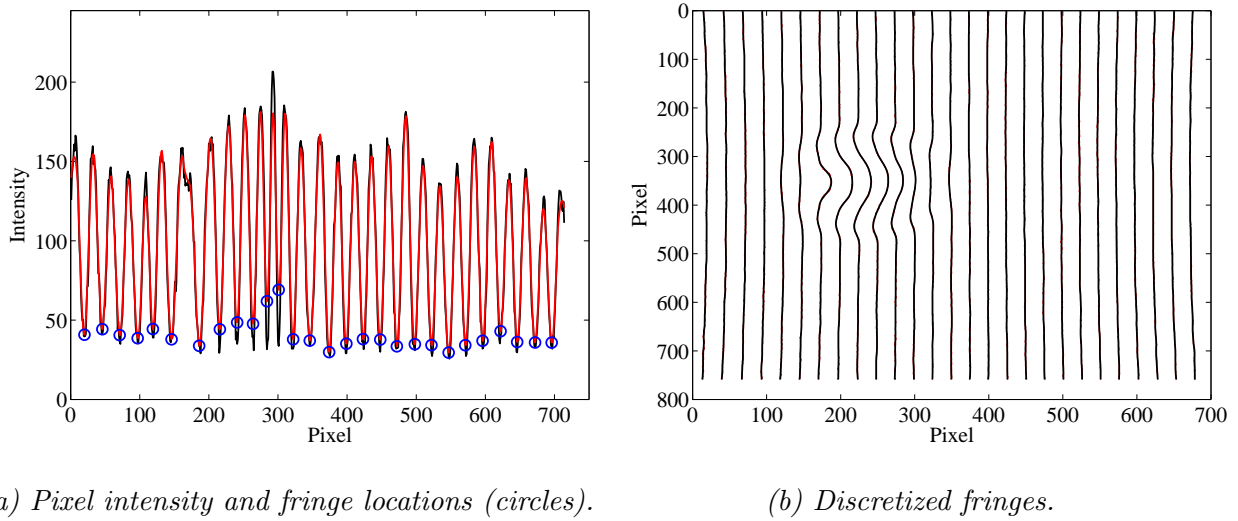 200
150
100
50
0
Intensity
0 100 200 300 400 500 600 700
Pixel
0
100
200
300
400
500
600
700
800
Pixel
0 100 200 300 400 500 600 700
Pixel
a) Pixel intensity and fringe locations (circles).
(b) Discretized fringes.